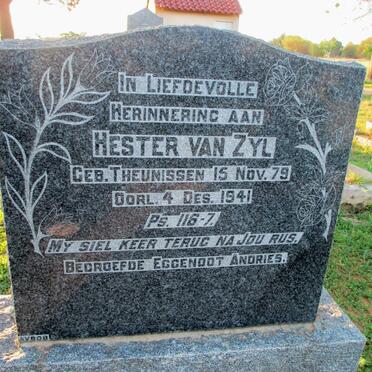 In Liefdevolle
Herinnering aan
Hester van Zyl
Geb. Theunissen 15 Nov. 79
Oorl. 4 Des. 1941
Ps. 116-7
My siel keer terug na Jou rus.
Bedroefde Eggenoot Andries.